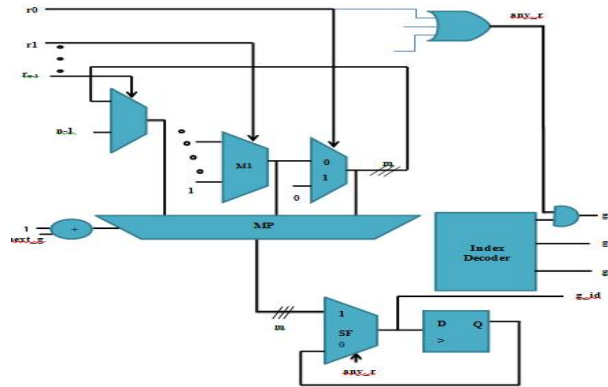 r0
any_r
r1
n-1
M1
0
1
m
1
0
1
next_g
+
MP
g
Index
Decoder
g
g
g_id
m
1
SF
0
D Q
>
any_r